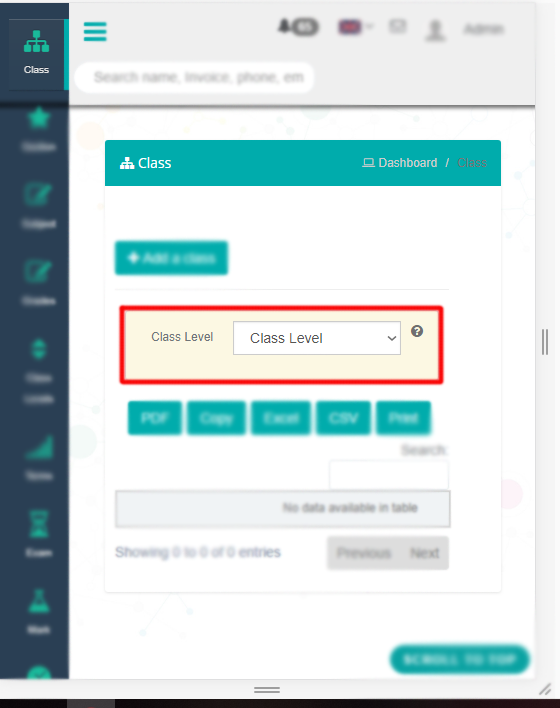 Class
Admin
Search name, Invoice, phone, em
Class
Dashboard / Class
Subject
Grades
Add a class
Class Level
Class Level
Class
Levels
PDF Copy Excel CSV Print
Search:
Terms
No data available in table
Exam
Showing 0 to 0 of 0 entries
Previous Next
Mark
SCROLL TO TOP